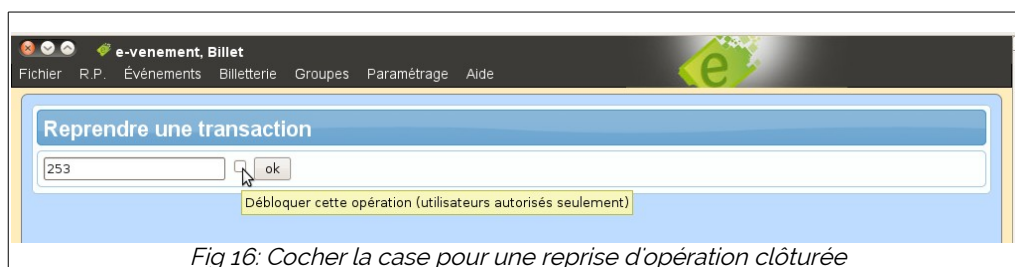 e-venement, Billet
Fichier R.P. Événements Billetterie Groupes Paramétrage Aide
Reprendre une transaction
253 ok
Débloquer cette opération (utilisateurs autorisés seulement)
Fig 16: Cocher la case pour une reprise d'opération clôturée